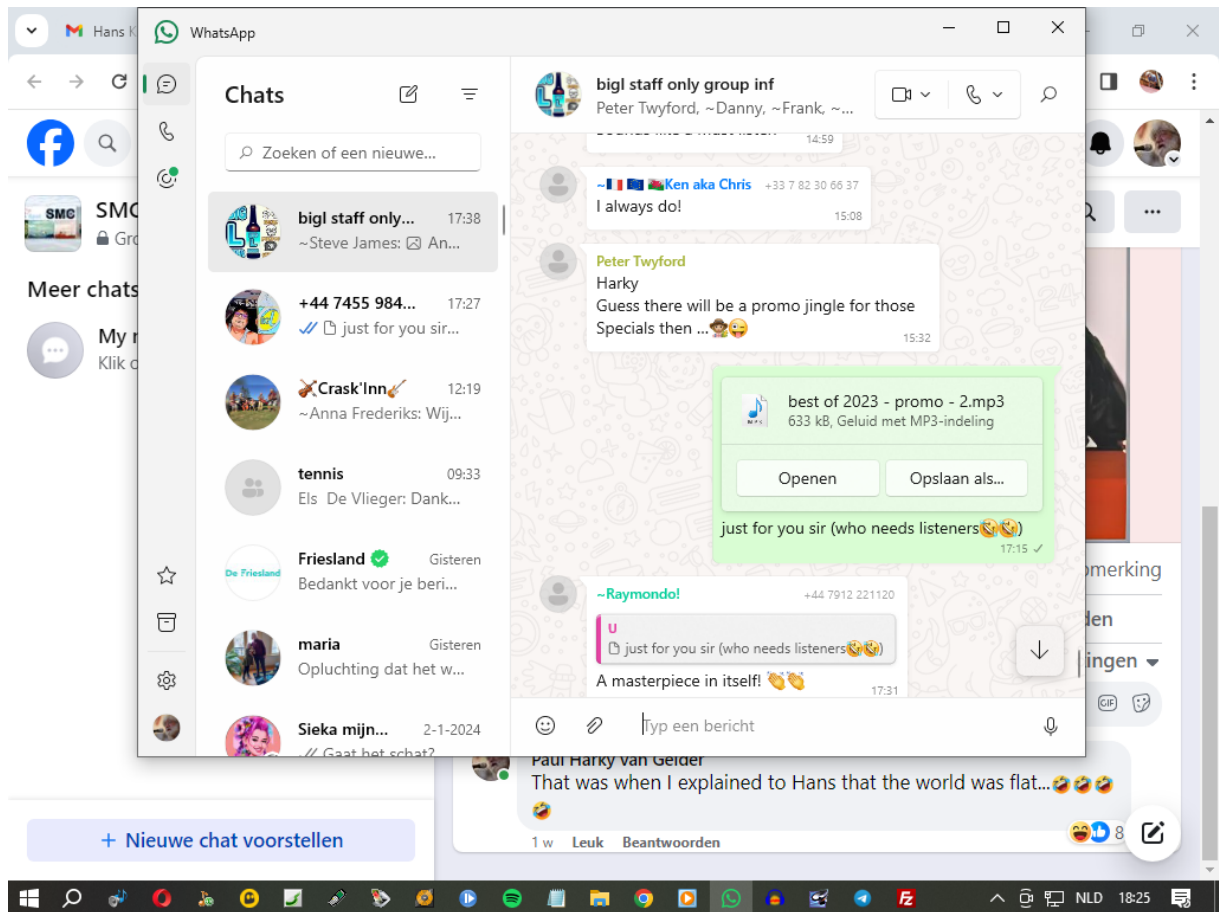 Hans K
WhatsApp
SMC
SMC
Gro
Meer chats
My r
Klik o
+ Nieuwe chat voorstellen
Chats
Zoeken of een nieuwe...
bigl staff only... 17:38
~Steve James: An...
+44 7455 984... 17:27
just for you sir...
🎻Crask'Inn🎸 12:19
~Anna Frederiks: Wij...
tennis 09:33
Els De Vlieger: Dank...
De Friesland
Friesland Gisteren
Bedankt voor je beri...
maria Gisteren
Opluchting dat het w...
Sieka mijn... 2-1-2024
Gaat het schat?
bigl staff only group inf
Peter Twyford, ~Danny, ~Frank, ~...
14:59
~🇫🇷 🇪🇺 🏴󠁧󠁢󠁷󠁬󠁳󠁿Ken aka Chris +33 7 82 30 66 37
I always do!
15:08
Peter Twyford
Harky
Guess there will be a promo jingle for those
Specials then ...🕵️😜
15:32
best of 2023 - promo - 2.mp3
633 kB, Geluid met MP3-indeling
Openen Opslaan als...
just for you sir (who needs listeners🤣🤣)
17:15
~Raymondo! +44 7912 221120
U
just for you sir (who needs listeners🤣🤣)
A masterpiece in itself! 👏👏
17:31
Typ een bericht
omerking
den
ingen
GIF
Paul Harky van Gelder
That was when I explained to Hans that the world was flat...🤣🤣🤣
🤣
1 w Leuk Beantwoorden
8
NLD 18:25